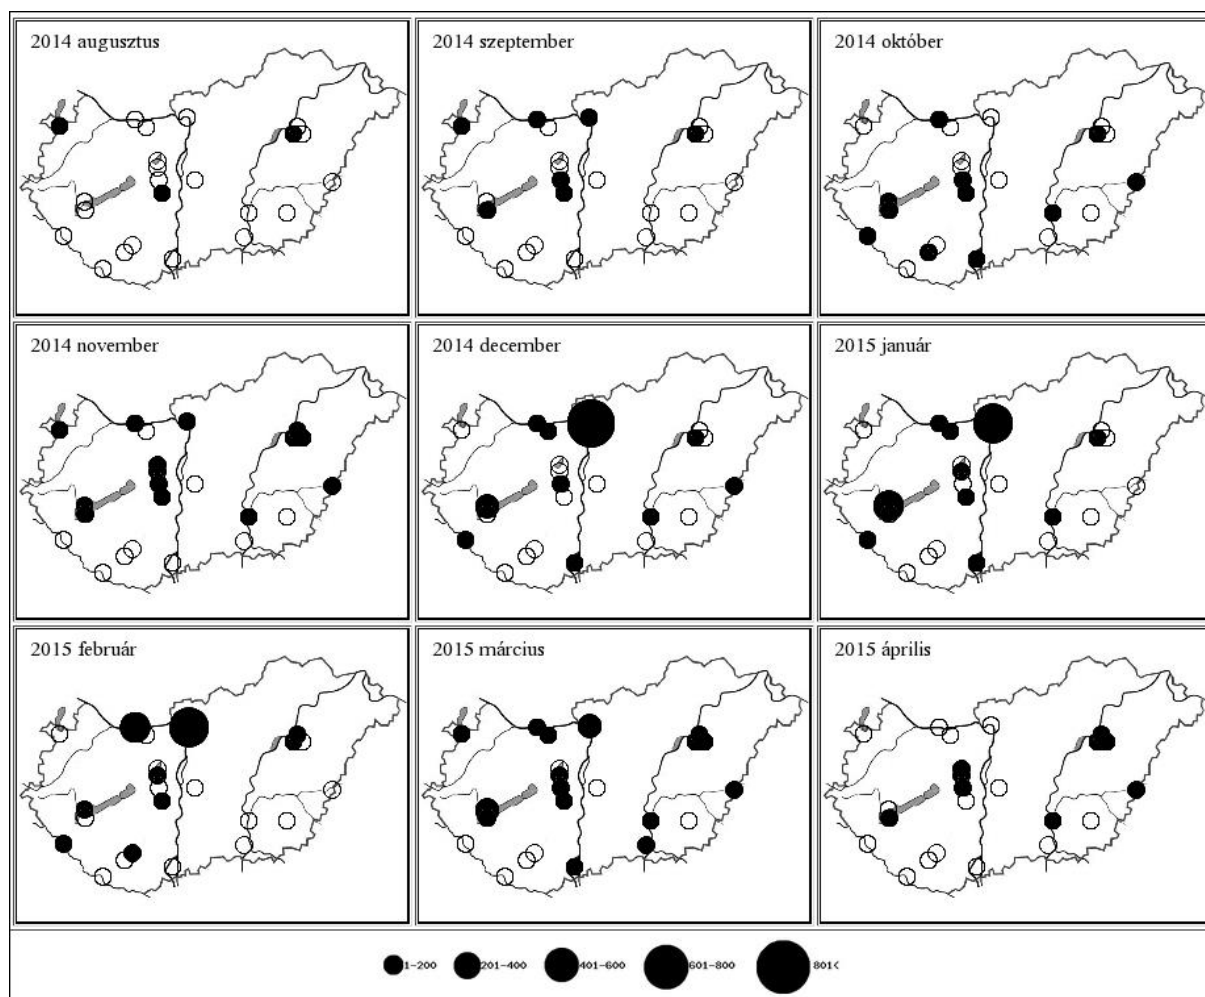 2014 augusztus
2014 szeptember
2014 október
2014 november
2014 december
2015 január
2015 február
2015 március
2015 április
1-200
201-400
401-600
601-800
801<